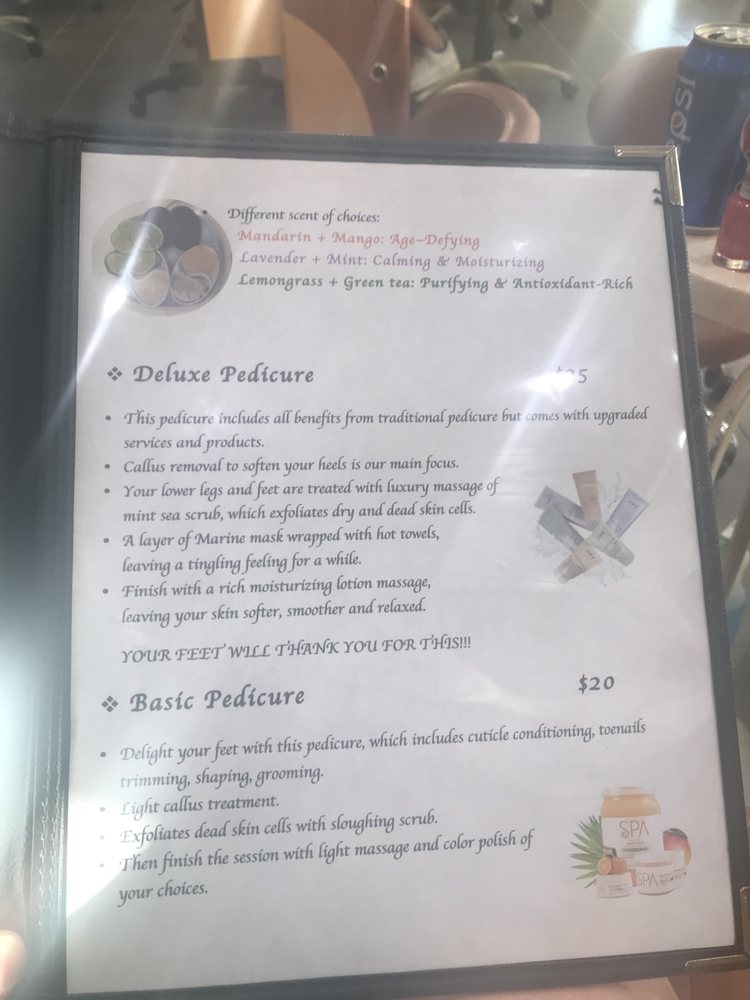 Different scent of choices:
Mandarin + Mango: Age-Defying
Lavender + Mint: Calming & Moisturizing
Lemongrass + Green tea: Purifying & Antioxidant-Rich
❖ Deluxe Pedicure
• This pedicure includes all benefits from traditional pedicure but comes with upgraded
services and products.
• Callus removal to soften your heels is our main focus.
• Your lower legs and feet are treated with luxury massage of
mint sea scrub, which exfoliates dry and dead skin cells.
• A layer of Marine mask wrapped with hot towels,
leaving a tingling feeling for a while.
• Finish with a rich moisturizing lotion massage,
leaving your skin softer, smoother and relaxed.
YOUR FEET WILL THANK YOU FOR THIS!!!
❖ Basic Pedicure $20
• Delight your feet with this pedicure, which includes cuticle conditioning, toenails
trimming, shaping, grooming.
• Light callus treatment.
• Exfoliates dead skin cells with sloughing scrub.
• Then finish the session with light massage and color polish of
your choices.
SPA
SPA
pepsi